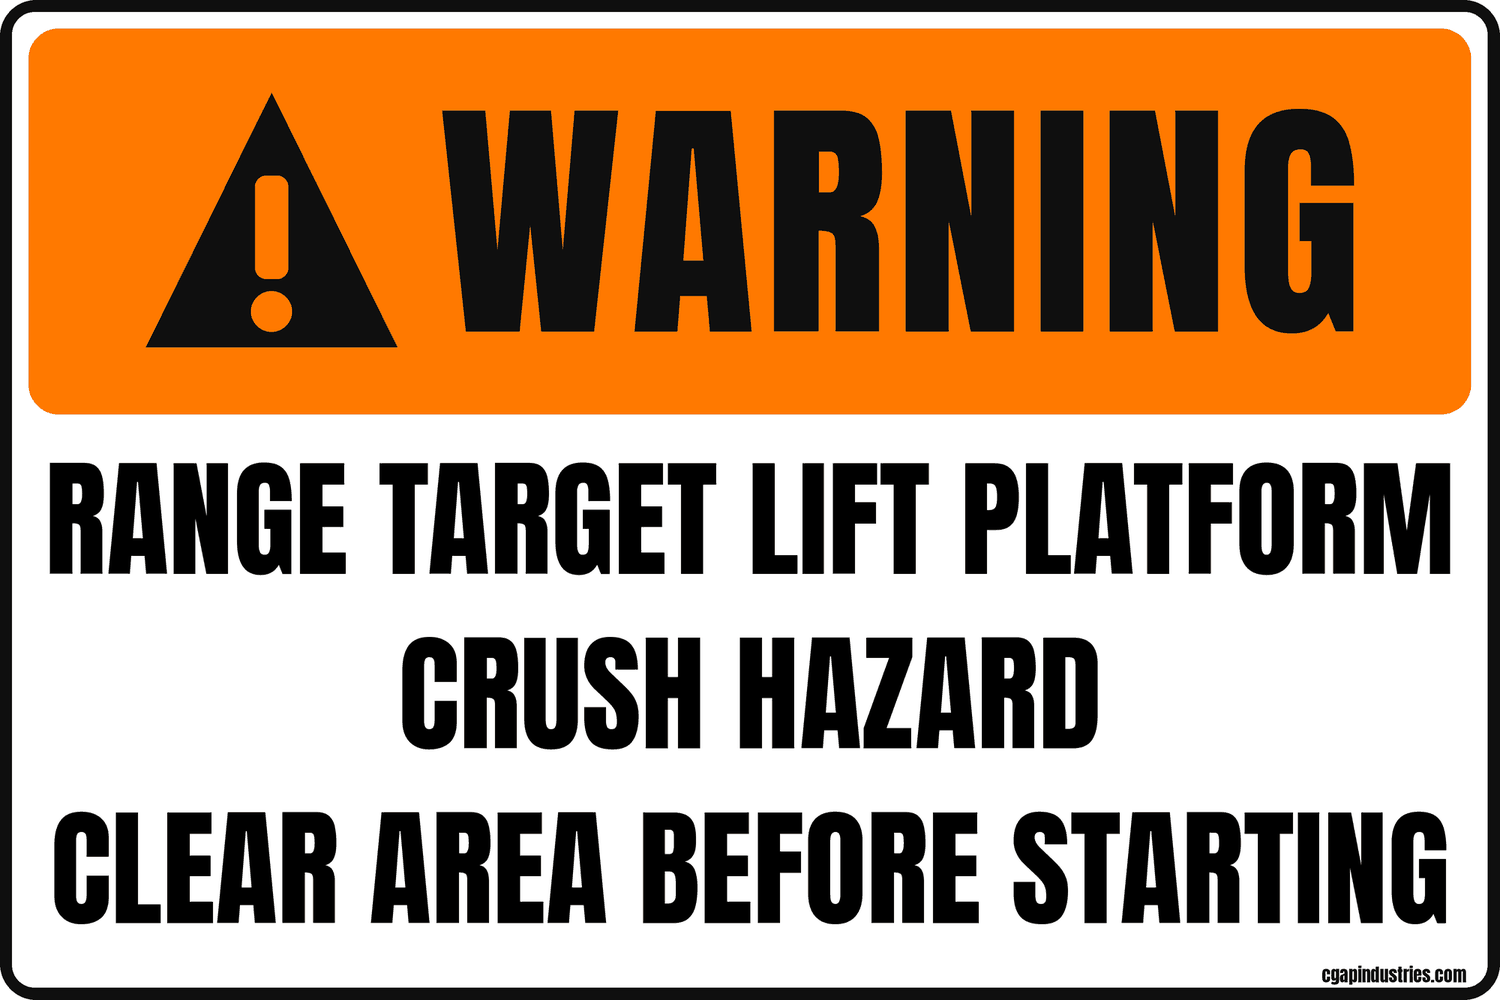 WARNING
RANGE TARGET LIFT PLATFORM
CRUSH HAZARD
CLEAR AREA BEFORE STARTING
cgapindustries.com